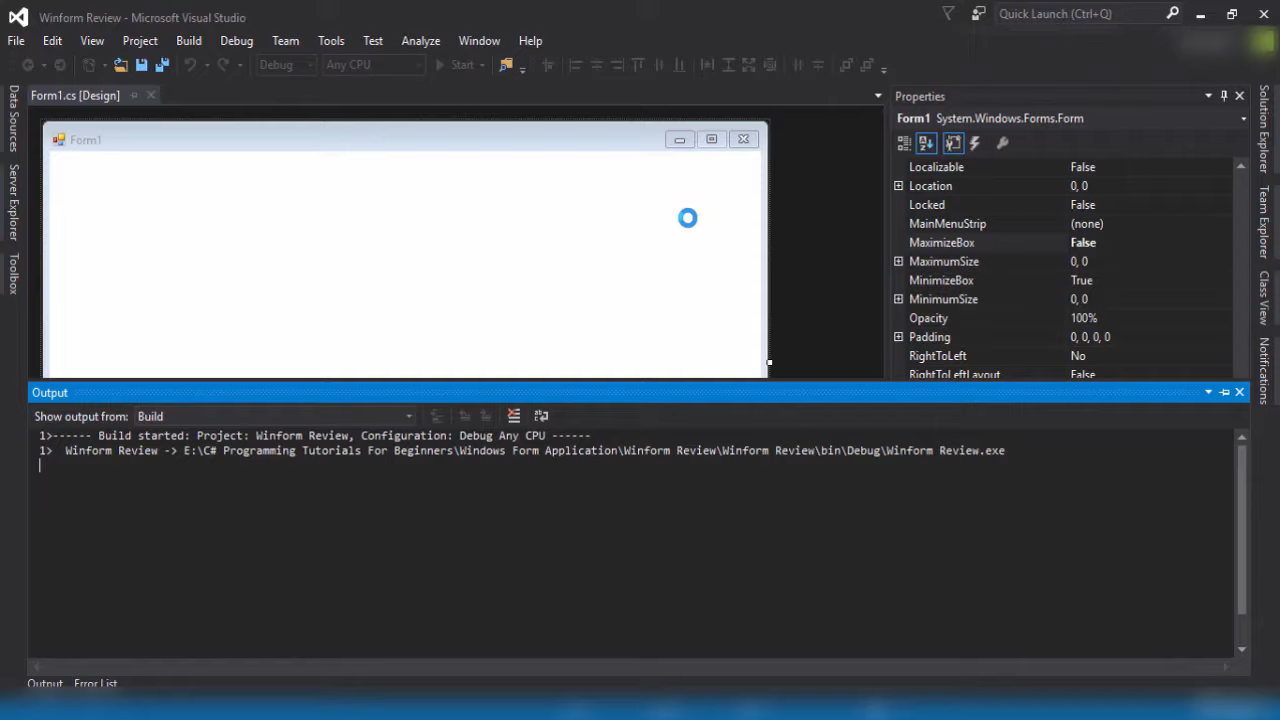 Winform Review - Microsoft Visual Studio
Quick Launch (Ctrl+Q)
File Edit View Project Build Debug Team Tools Test Analyze Window Help
Debug Any CPU Start
Data Sources
Server Explorer
Toolbox
Form1.cs [Design]
Form1
Properties
Form1 System.Windows.Forms.Form
Localizable False
Location 0, 0
Locked False
MainMenuStrip (none)
MaximizeBox False
MaximumSize 0, 0
MinimizeBox True
MinimumSize 0, 0
Opacity 100%
Padding 0, 0, 0, 0
RightToLeft No
RightToLeftLayout False
Solution Explorer
Team Explorer
Class View
Notifications
Output
Show output from: Build
1>------ Build started: Project: Winform Review, Configuration: Debug Any CPU ------
1> Winform Review -> E:\C# Programming Tutorials For Beginners\Windows Form Application\Winform Review\Winform Review\bin\Debug\Winform Review.exe
Output Error List